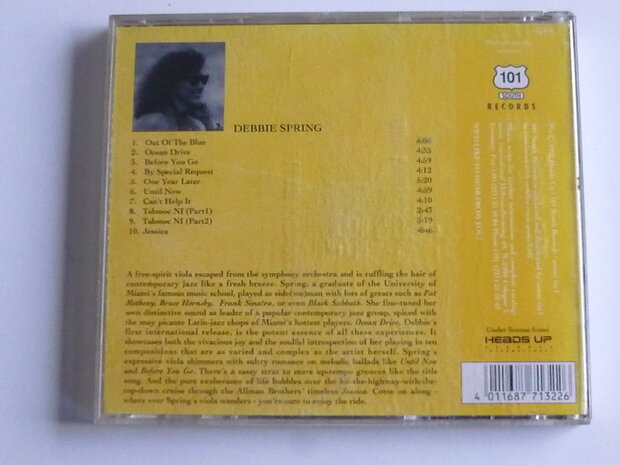 DEBBIE SPRING
1. Out Of The Blue 4:06
2. Ocean Drive 4:35
3. Before You Go 4:59
4. By Special Request 4:12
5. One Year Later 5:20
6. Until Now 4:59
7. Can't Help It 4:10
8. Tabmoc NI (Part1) 2:45
9. Tabmoc NI (Part2) 5:19
10. Jessica 4:46
A free-spirit viola escaped from the symphony orchestra and is ruffling the hair of
contemporary jazz like a fresh breeze. Spring, a graduate of the University of
Miami's famous music school, played as side(wo)man with lots of greats such as Pat
Metheny, Bruce Hornsby, Frank Sinatra, or even Black Sabbath. She fine-tuned her
own distinctive sound as leader of a popular contemporary jazz group, spiced with
the muy picante Latin-jazz chops of Miami's hottest players. Ocean Drive, Debbie's
first international release, is the potent essence of all these experiences. It
showcases both the vivacious joy and the soulful introspection of her playing in ten
compositions that are as varied and complex as the artist herself. Spring's
expressive viola shimmers with sultry romance on melodic ballads like Until Now
and Before You Go. There's a sassy strut to more up-tempo grooves like the title
song. And the pure exuberance of life bubbles over the hit-the-highway-with-the-
top-down cruise through the Allman Brothers' timeless Jessica. Come on along -
where ever Spring's viola wanders - you're sure to enjoy the ride.
101
SOUTH
RECORDS
WE'D LIKE TO HEAR FROM YOU!
Under license from:
HEADS UP
4 011687 713226